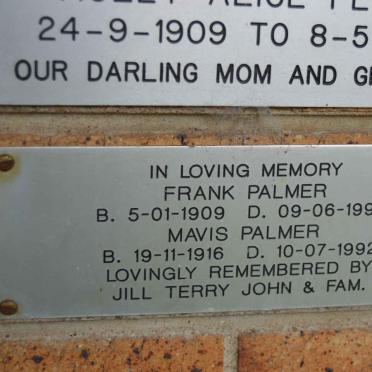 ALICE
24-9-1909 TO 8-5
OUR DARLING MOM AND G
IN LOVING MEMORY
FRANK PALMER
B. 5-01-1909 D. 09-06-199
MAVIS PALMER
B. 19-11-1916 D. 10-07-1992
LOVINGLY REMEMBERED BY
JILL TERRY JOHN & FAM.